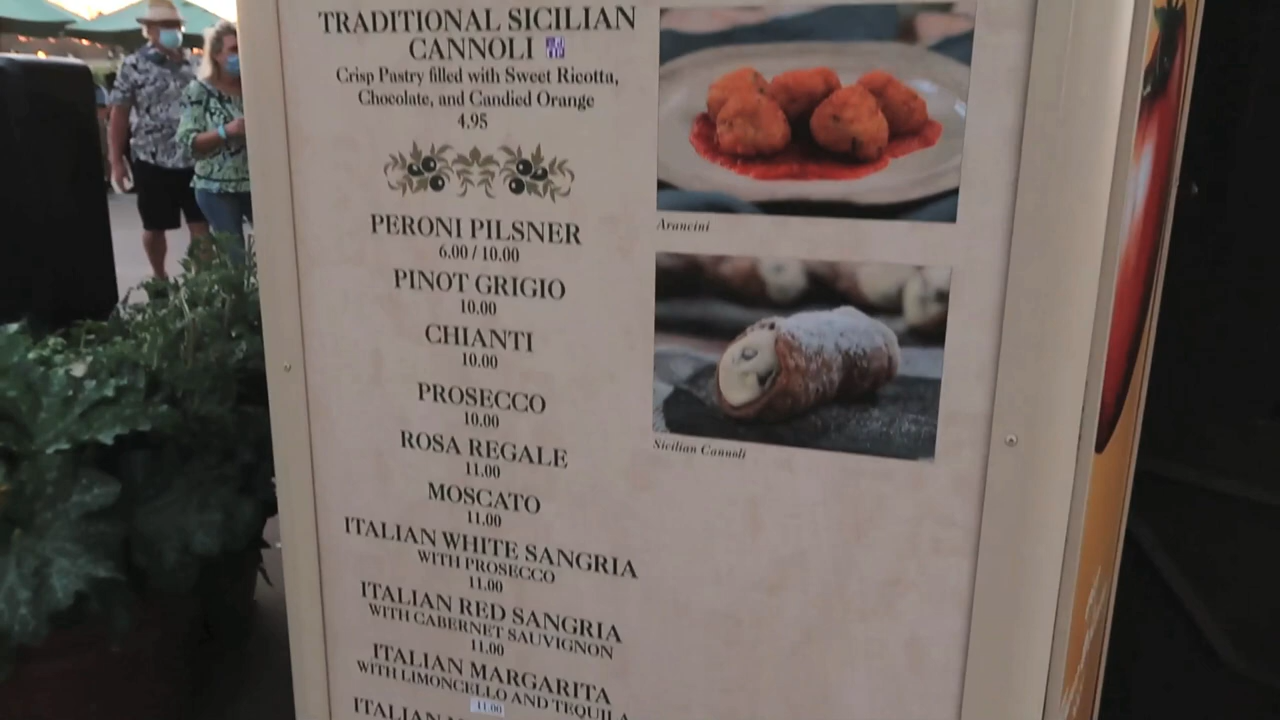 TRADITIONAL SICILIAN
CANNOLI
Crisp Pastry filled with Sweet Ricotta,
Chocolate, and Candied Orange
4.95
PERONI PILSNER
6.00 / 10.00
PINOT GRIGIO
10.00
CHIANTI
10.00
PROSECCO
10.00
ROSA REGALE
11.00
MOSCATO
11.00
ITALIAN WHITE SANGRIA
WITH PROSECCO
11.00
ITALIAN RED SANGRIA
WITH CABERNET SAUVIGNON
11.00
ITALIAN MARGARITA
WITH LIMONCELLO AND TEQUILA
11.00
ITALIAN
Arancini
Sicilian Cannoli